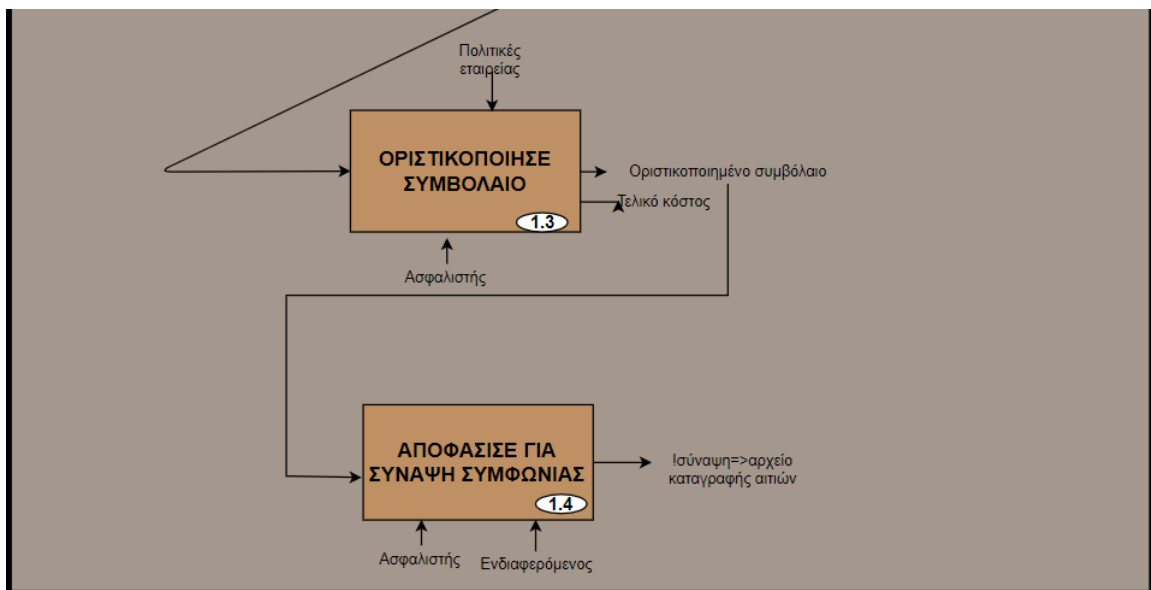 Πολιτικές
εταιρείας
ΟΡΙΣΤΙΚΟΠΟΙΗΣΕ
ΣΥΜΒΟΛΑΙΟ
1.3
Οριστικοποιημένο συμβόλαιο
Τελικό κόστος
Ασφαλιστής
ΑΠΟΦΑΣΙΣΕ ΓΙΑ
ΣΥΝΑΨΗ ΣΥΜΦΩΝΙΑΣ
1.4
!σύναψη=>αρχείο
καταγραφής αιτιών
Ασφαλιστής
Ενδιαφερόμενος